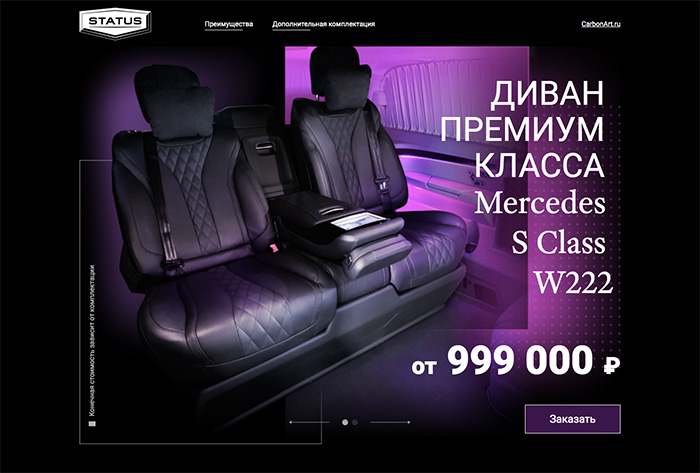 STATUS
Преимущества
Дополнительная комплектация
CarbonArt.ru
ДИВАН
ПРЕМИУМ
КЛАССА
Mercedes
S Class
W222
от 999 000 ₽
Конечная стоимость зависит от комплектации
Заказать